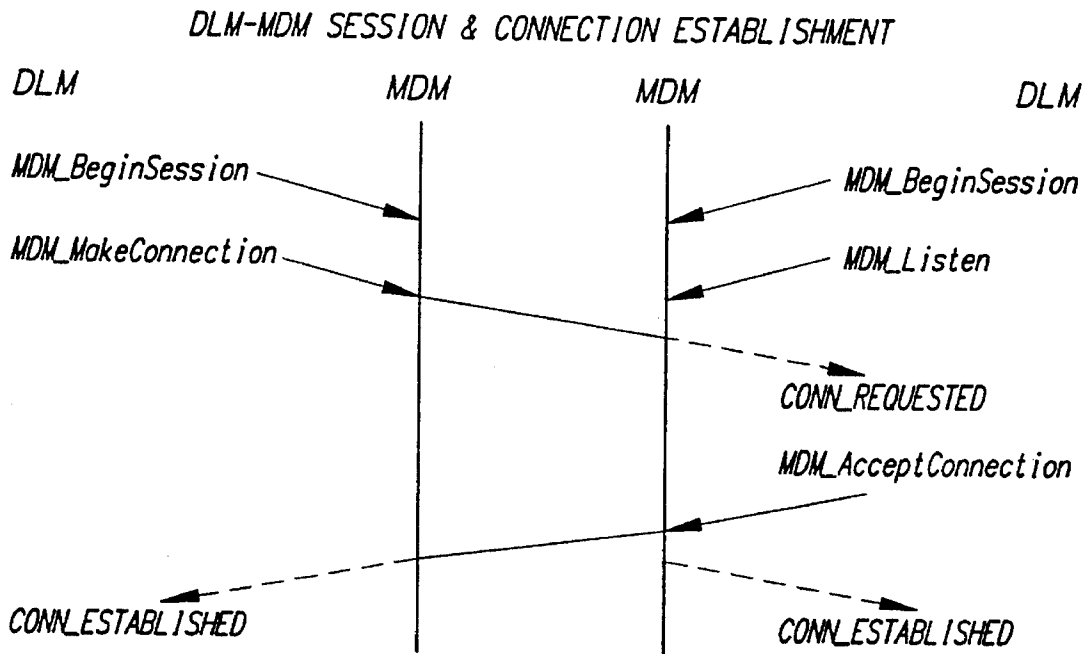 DLM-MDM SESSION & CONNECTION ESTABLISHMENT
DLM MDM MDM DLM
MDM_BeginSession MDM_BeginSession
MDM_MakeConnection MDM_Listen
CONN_REQUESTED
MDM_AcceptConnection
CONN_ESTABLISHED CONN_ESTABLISHED